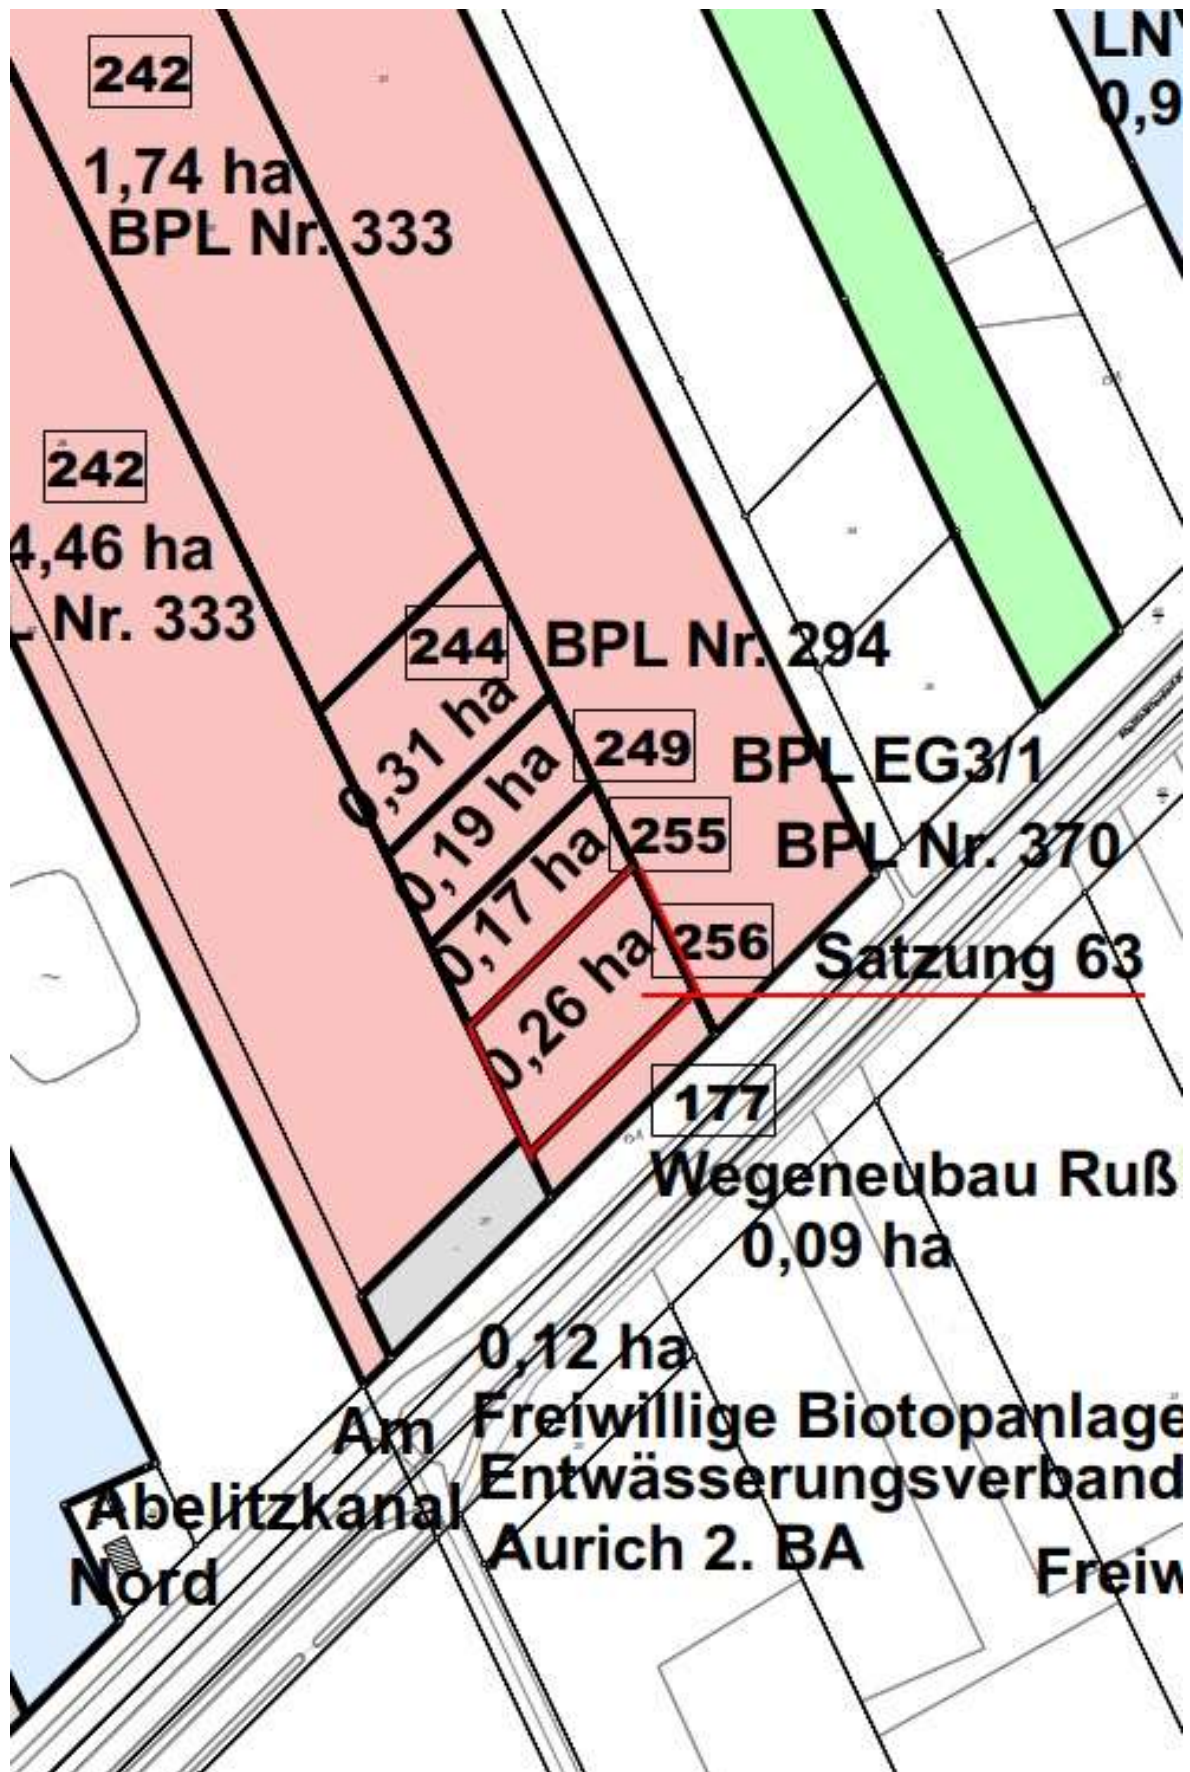 242
1,74 ha
BPL Nr. 333
LN
0,9
242
4,46 ha
L Nr. 333
244 BPL Nr. 294
0,31 ha
249 BPL EG3/1
0,19 ha
255 BPL Nr. 370
0,17 ha
256 Satzung 63
0,26 ha
177
Wegeneubau Ruß
0,09 ha
0,12 ha
Freiwillige Biotopanlage
Entwässerungsverband
Aurich 2. BA
Am
Abelitzkanal
Nord
Freiw